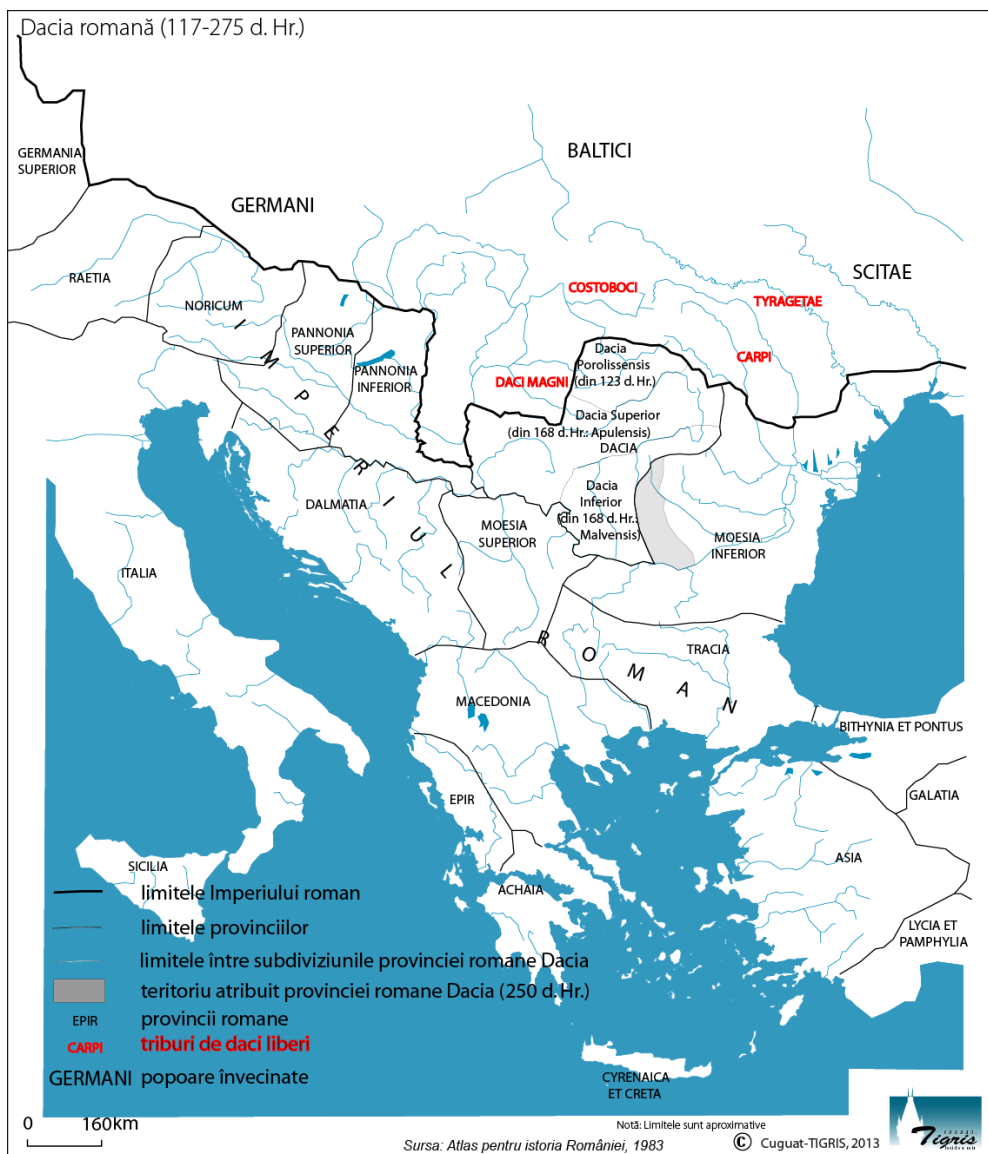 Dacia romană (117-275 d. Hr.)
GERMANIA
SUPERIOR
BALTICI
GERMANI
RAETIA
NORICUM
SCITAE
COSTOBOCI
TYRAGETAE
PANNONIA
SUPERIOR
PANNONIA
INFERIOR
Dacia
Porolissensis
(din 123 d. Hr.)
CARPI
DACI MAGNI
Dacia Superior
(din 168 d. Hr.: Apulensis)
DACIA
Dacia
Inferior
(din 168 d. Hr.:
Malvensis)
IMPERIUL
DALMATIA
MOESIA
SUPERIOR
MOESIA
INFERIOR
ITALIA
ROMAN
TRACIA
MACEDONIA
BITHYNIA ET PONTUS
EPIR
GALATIA
SICILIA
ASIA
ACHAIA
LYCIA ET
PAMPHYLIA
CYRENAICA
ET CRETA
limitele Imperiului roman
limitele provinciilor
limitele între subdiviziunile provinciei romane Dacia
teritoriu atribuit provinciei romane Dacia (250 d. Hr.)
EPIR provincii romane
CARPI triburi de daci liberi
GERMANI popoare învecinate
0 160km
Notă: Limitele sunt aproximative
Sursa: Atlas pentru istoria României, 1983
© Cuguat-TIGRIS, 2013
Tigris